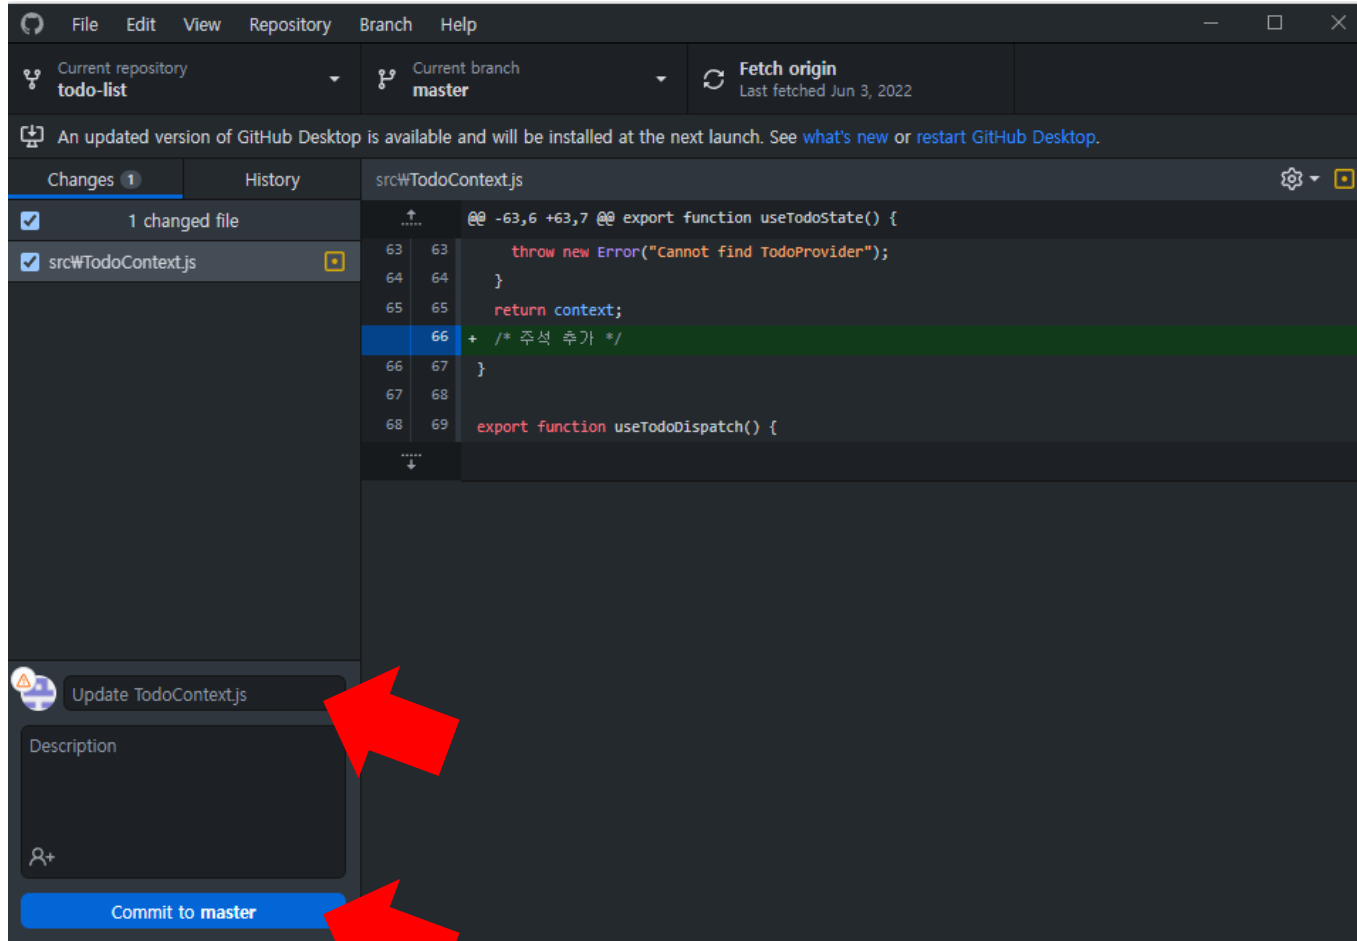 File Edit View Repository Branch Help
Current repository
todo-list
Current branch
master
Fetch origin
Last fetched Jun 3, 2022
An updated version of GitHub Desktop is available and will be installed at the next launch. See what's new or restart GitHub Desktop.
Changes 1 History
1 changed file
src₩TodoContext.js
src₩TodoContext.js
@@ -63,6 +63,7 @@ export function useTodoState() {
63 63 throw new Error("Cannot find TodoProvider");
64 64 }
65 65 return context;
66 + /* 주석 추가 */
66 67 }
67 68
68 69 export function useTodoDispatch() {
Update TodoContext.js
Description
Commit to master